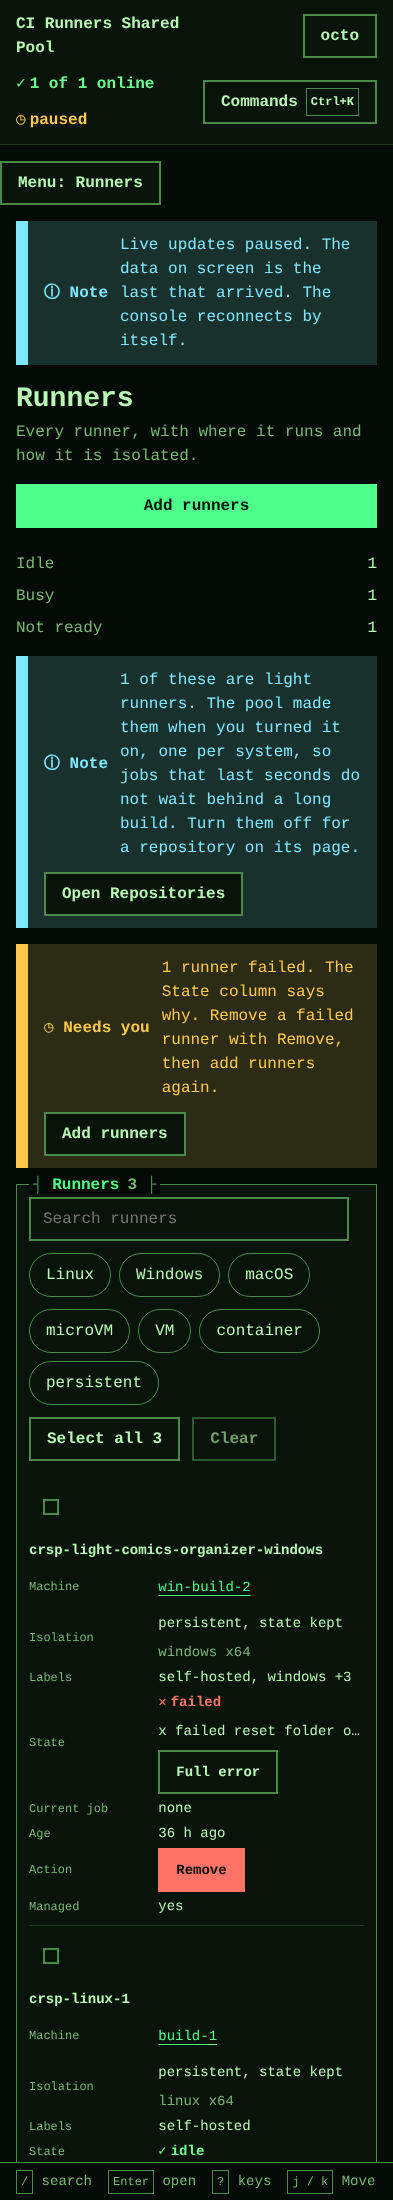 CI Runners Shared
Pool
octo
✓ 1 of 1 online
◷ paused
Commands Ctrl+K
Menu: Runners
ⓘ Note
Live updates paused. The
data on screen is the
last that arrived. The
console reconnects by
itself.
Runners
Every runner, with where it runs and
how it is isolated.
Add runners
Idle 1
Busy 1
Not ready 1
ⓘ Note
1 of these are light
runners. The pool made
them when you turned it
on, one per system, so
jobs that last seconds do
not wait behind a long
build. Turn them off for
a repository on its page.
Open Repositories
◷ Needs you
1 runner failed. The
State column says
why. Remove a failed
runner with Remove,
then add runners
again.
Add runners
Runners 3
Search runners
Linux Windows macOS
microVM VM container
persistent
Select all 3 Clear
crsp-light-comics-organizer-windows
Machine win-build-2
Isolation persistent, state kept
windows x64
Labels self-hosted, windows +3
State
✕ failed
x failed reset folder o…
Full error
Current job none
Age 36 h ago
Action Remove
Managed yes
crsp-linux-1
Machine build-1
Isolation persistent, state kept
linux x64
Labels self-hosted
State ✓ idle
/ search Enter open ? keys j / k Move